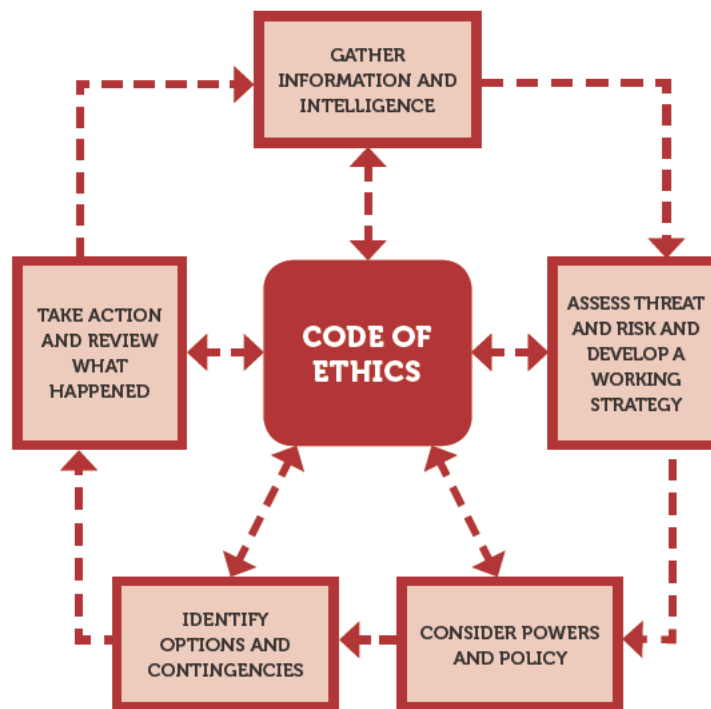 GATHER
INFORMATION AND
INTELLIGENCE
ASSESS THREAT
AND RISK AND
DEVELOP A
WORKING
STRATEGY
CONSIDER POWERS
AND POLICY
IDENTIFY
OPTIONS AND
CONTINGENCIES
TAKE ACTION
AND REVIEW
WHAT
HAPPENED
CODE OF
ETHICS